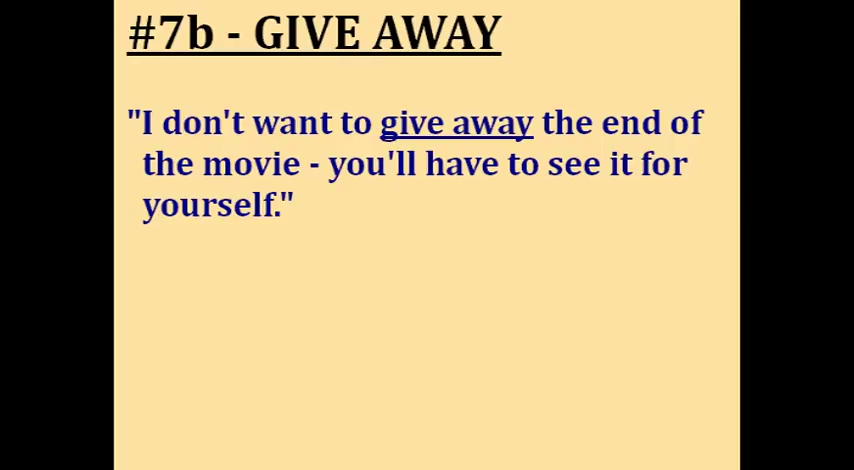 #7b - GIVE AWAY
"I don't want to give away the end of
the movie - you'll have to see it for
yourself."